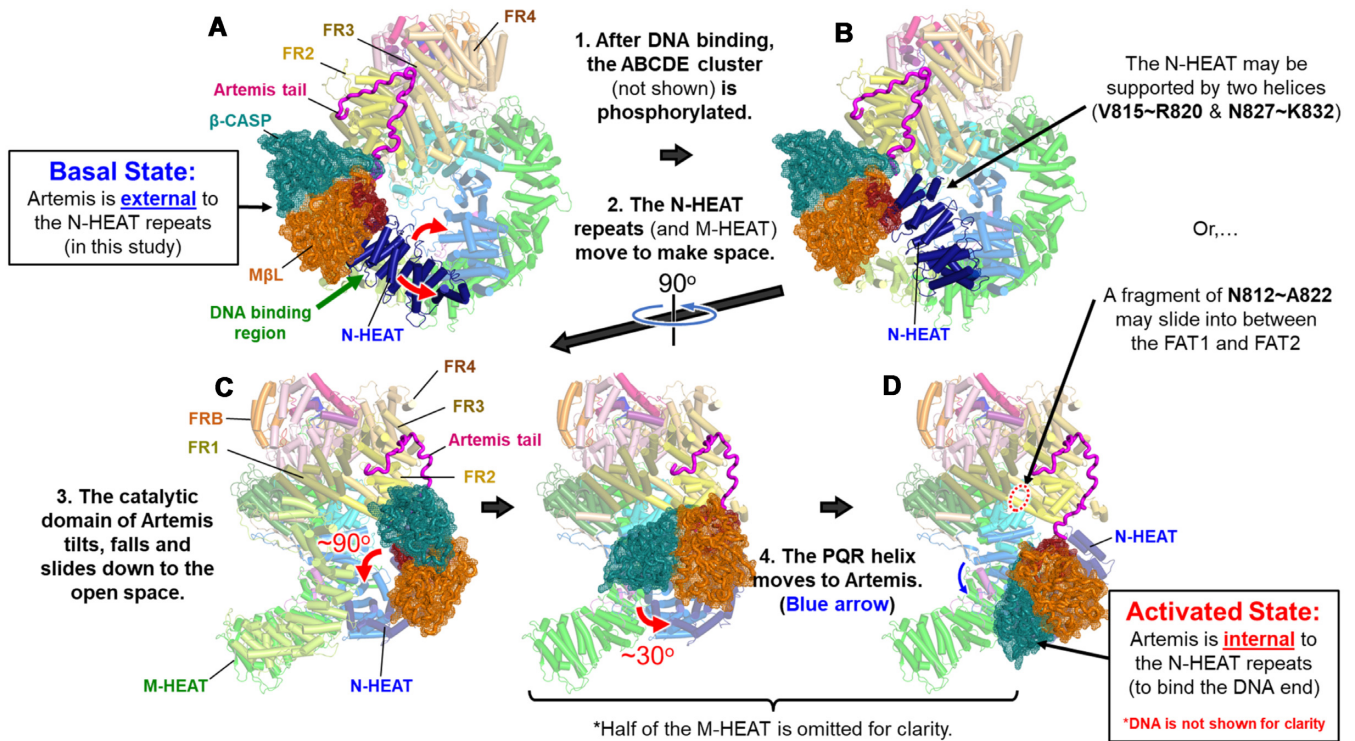 A
FR3
FR4
FR2
Artemis tail
β-CASP
Basal State:
Artemis is external to
the N-HEAT repeats
(in this study)
MβL
DNA binding
region
N-HEAT
1. After DNA binding,
the ABCDE cluster
(not shown) is
phosphorylated.
2. The N-HEAT
repeats (and M-HEAT)
move to make space.
90o
B
N-HEAT
The N-HEAT may be
supported by two helices
(V815~R820 & N827~K832)
Or,...
A fragment of N812~A822
may slide into between
the FAT1 and FAT2
C
FR4
FRB
FR3
FR1
Artemis tail
FR2
3. The catalytic
domain of Artemis
tilts, falls and
slides down to the
open space.
~90o
M-HEAT
N-HEAT
~30o
4. The PQR helix
moves to Artemis.
(Blue arrow)
D
N-HEAT
Activated State:
Artemis is internal to
the N-HEAT repeats
(to bind the DNA end)
*DNA is not shown for clarity
*Half of the M-HEAT is omitted for clarity.